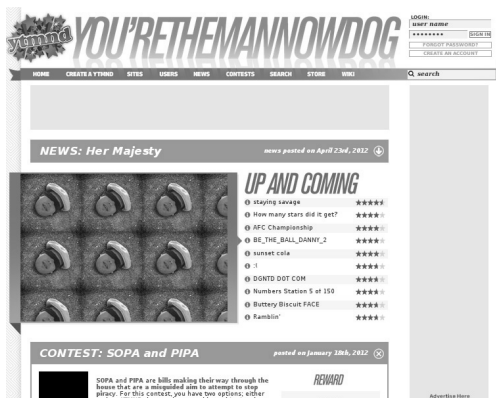 ytmnd
YOU'RETHEMANNOWDOG
LOGIN:
user name
••••••••
SIGN IN
FORGOT PASSWORD?
CREATE AN ACCOUNT
HOME
CREATE A YTMND
SITES
USERS
NEWS
CONTESTS
SEARCH
STORE
WIKI
search
NEWS: Her Majesty
news posted on April 23rd, 2012
UP AND COMING
staying savage
How many stars did it get?
AFC Championship
BE_THE_BALL_DANNY_2
sunset cola
:I
DGNTD DOT COM
Numbers Station 5 of 150
Buttery Biscuit FACE
Ramblin'
CONTEST: SOPA and PIPA
posted on January 18th, 2012
SOPA and PIPA are bills making their way through the
house that are a misguided aim to attempt to stop
piracy. For this contest, you have two options; either
REWARD
Advertise Here